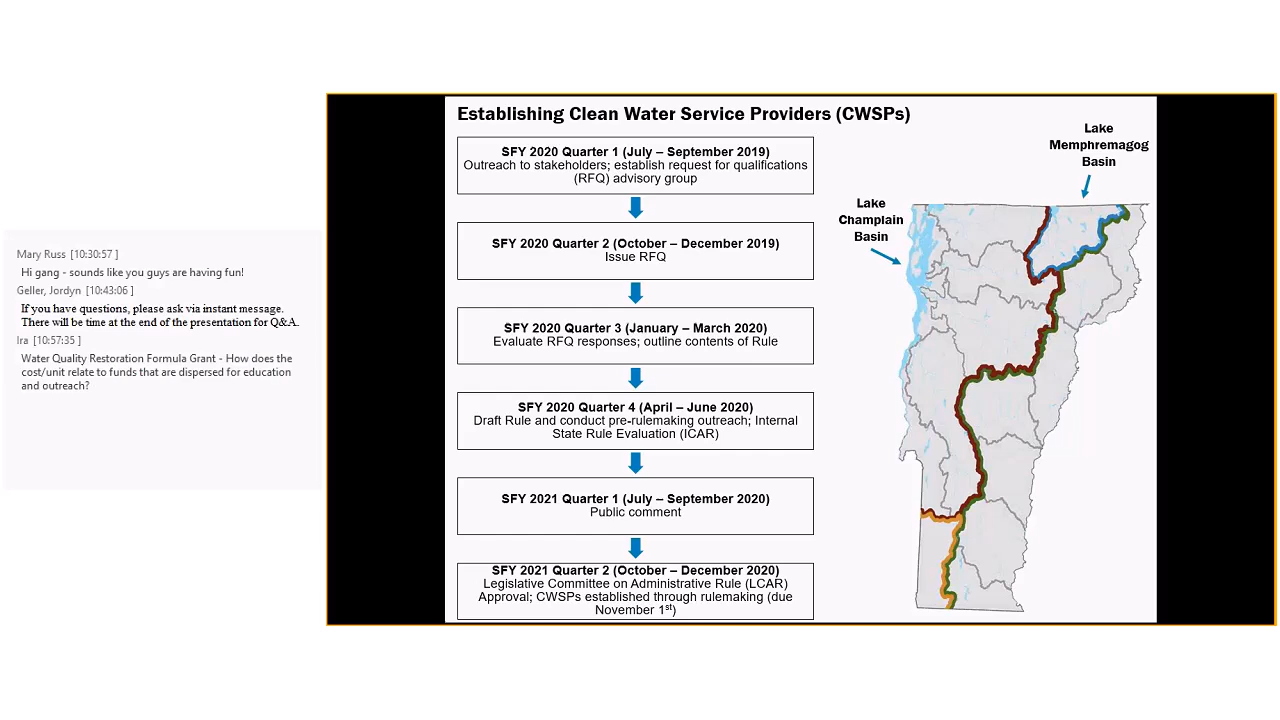 Mary Russ [10:30:57 ]
Hi gang - sounds like you guys are having fun!
Geller, Jordyn [10:43:06 ]
If you have questions, please ask via instant message.
There will be time at the end of the presentation for Q&A.
Ira [10:57:35 ]
Water Quality Restoration Formula Grant - How does the
cost/unit relate to funds that are dispersed for education
and outreach?
Establishing Clean Water Service Providers (CWSPs)
SFY 2020 Quarter 1 (July – September 2019)
Outreach to stakeholders; establish request for qualifications
(RFQ) advisory group
SFY 2020 Quarter 2 (October – December 2019)
Issue RFQ
SFY 2020 Quarter 3 (January – March 2020)
Evaluate RFQ responses; outline contents of Rule
SFY 2020 Quarter 4 (April – June 2020)
Draft Rule and conduct pre-rulemaking outreach; Internal
State Rule Evaluation (ICAR)
SFY 2021 Quarter 1 (July – September 2020)
Public comment
SFY 2021 Quarter 2 (October – December 2020)
Legislative Committee on Administrative Rule (LCAR)
Approval; CWSPs established through rulemaking (due
November 1st)
Lake
Memphremagog
Basin
Lake
Champlain
Basin